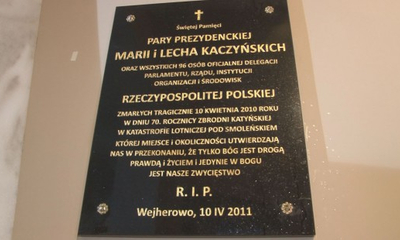 Świętej Pamięci
PARY PREZYDENCKIEJ
MARII i LECHA KACZYŃSKICH
ORAZ WSZYSTKICH 96 OSÓB OFICJALNEJ DELEGACJI
PARLAMENTU, RZĄDU, INSTYTUCJI
ORGANIZACJI I ŚRODOWISK
RZECZYPOSPOLITEJ POLSKIEJ
ZMARŁYCH TRAGICZNIE 10 KWIETNIA 2010 ROKU
W DNIU 70. ROCZNICY ZBRODNI KATYŃSKIEJ
W KATASTROFIE LOTNICZEJ POD SMOLEŃSKIEM
KTÓREJ MIEJSCE I OKOLICZNOŚCI UTWIERDZAJĄ
NAS W PRZEKONANIU, ŻE TYLKO BÓG JEST DROGĄ
PRAWDĄ i ŻYCIEM I JEDYNIE W BOGU
JEST NASZE ZWYCIĘSTWO
R. I. P.
Wejherowo, 10 IV 2011